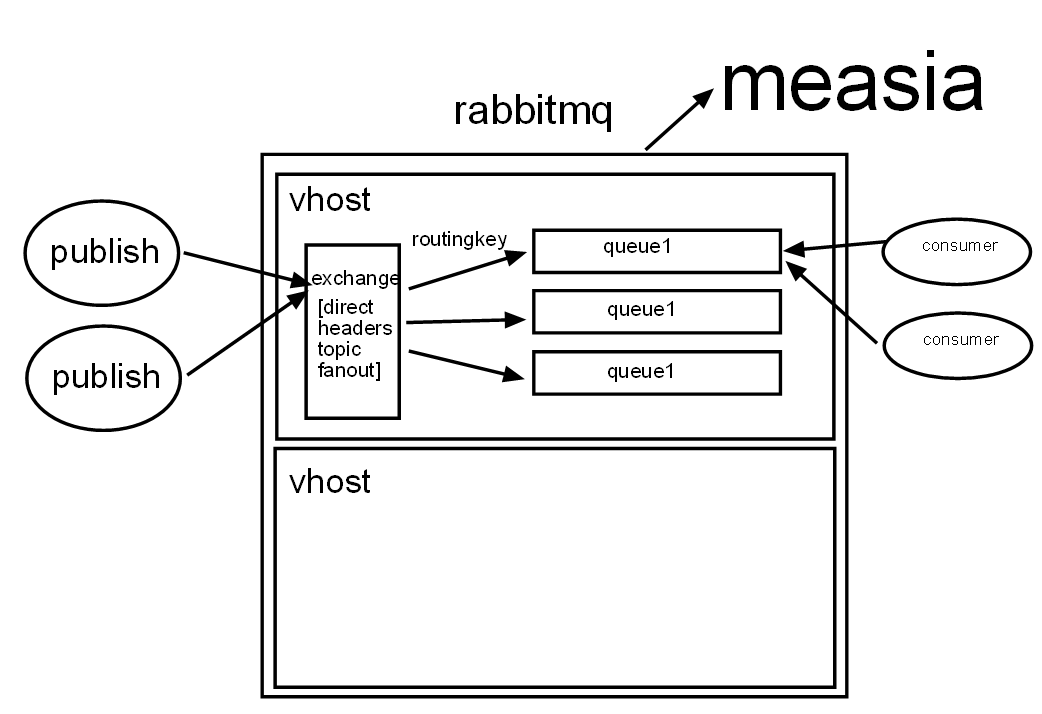 measia
rabbitmq
vhost
publish
publish
exchange
[direct
headers
topic
fanout]
routingkey
queue1
queue1
queue1
consumer
consumer
vhost